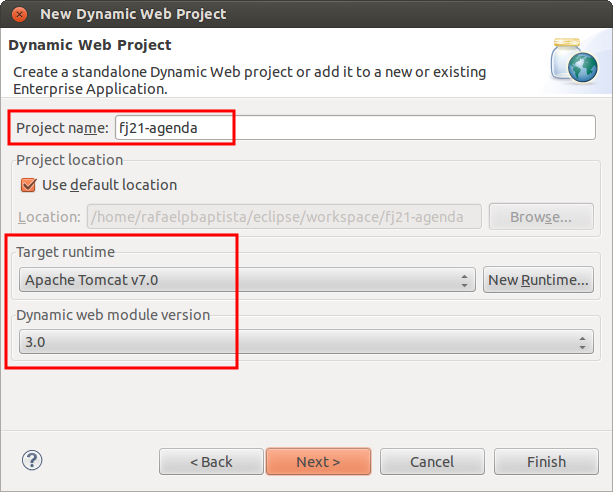 New Dynamic Web Project
Dynamic Web Project
Create a standalone Dynamic Web project or add it to a new or existing
Enterprise Application.
Project name: fj21-agenda
Project location
Use default location
Location: /home/rafaelpbaptista/eclipse/workspace/fj21-agenda Browse...
Target runtime
Apache Tomcat v7.0 New Runtime...
Dynamic web module version
3.0
? < Back Next > Cancel Finish